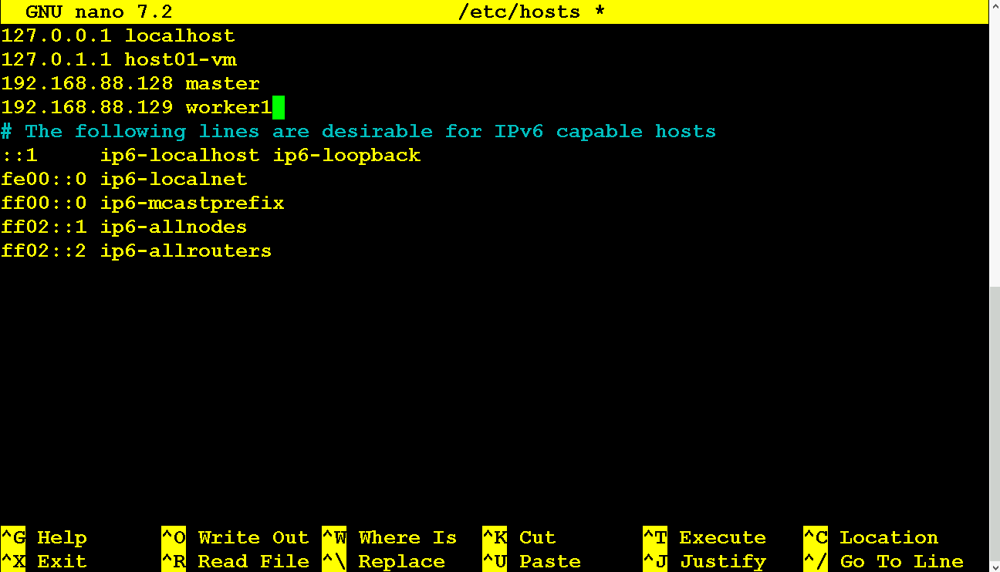 GNU nano 7.2 /etc/hosts *
127.0.0.1 localhost
127.0.1.1 host01-vm
192.168.88.128 master
192.168.88.129 worker1
# The following lines are desirable for IPv6 capable hosts
::1     ip6-localhost ip6-loopback
fe00::0 ip6-localnet
ff00::0 ip6-mcastprefix
ff02::1 ip6-allnodes
ff02::2 ip6-allrouters
^G Help ^O Write Out ^W Where Is ^K Cut ^T Execute ^C Location
^X Exit ^R Read File ^\ Replace ^U Paste ^J Justify ^/ Go To Line